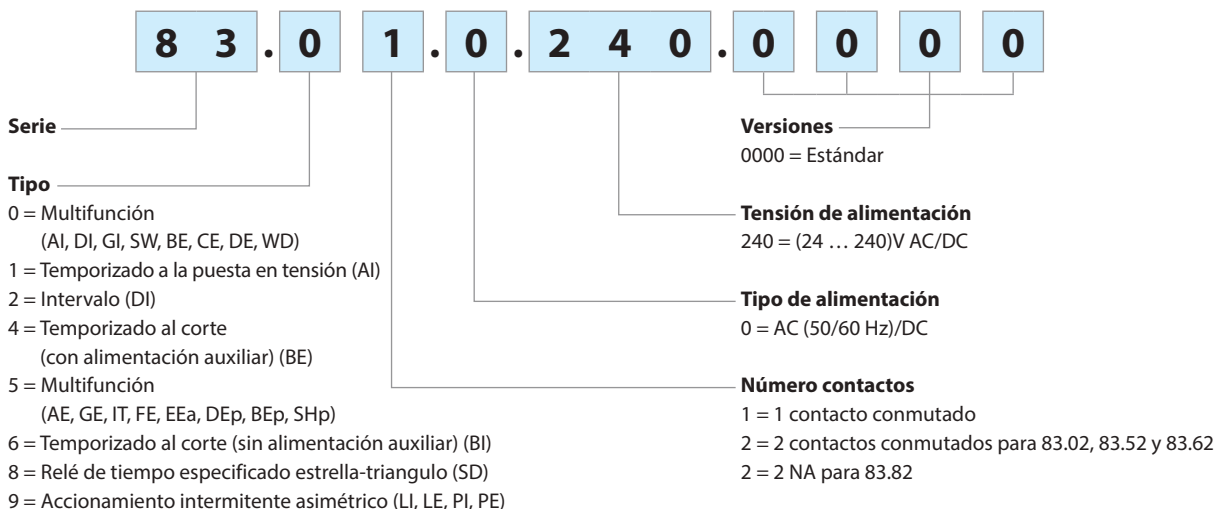 8 3 . 0 1 . 0 . 2 4 0 . 0 0 0 0
Serie
Tipo
0 = Multifunción
(AI, DI, GI, SW, BE, CE, DE, WD)
1 = Temporizado a la puesta en tensión (AI)
2 = Intervalo (DI)
4 = Temporizado al corte
(con alimentación auxiliar) (BE)
5 = Multifunción
(AE, GE, IT, FE, EEa, DEp, BEp, SHp)
6 = Temporizado al corte (sin alimentación auxiliar) (BI)
8 = Relé de tiempo especificado estrella-triangulo (SD)
9 = Accionamiento intermitente asimétrico (LI, LE, PI, PE)
Versiones
0000 = Estándar
Tensión de alimentación
240 = (24 … 240)V AC/DC
Tipo de alimentación
0 = AC (50/60 Hz)/DC
Número contactos
1 = 1 contacto conmutado
2 = 2 contactos conmutados para 83.02, 83.52 y 83.62
2 = 2 NA para 83.82